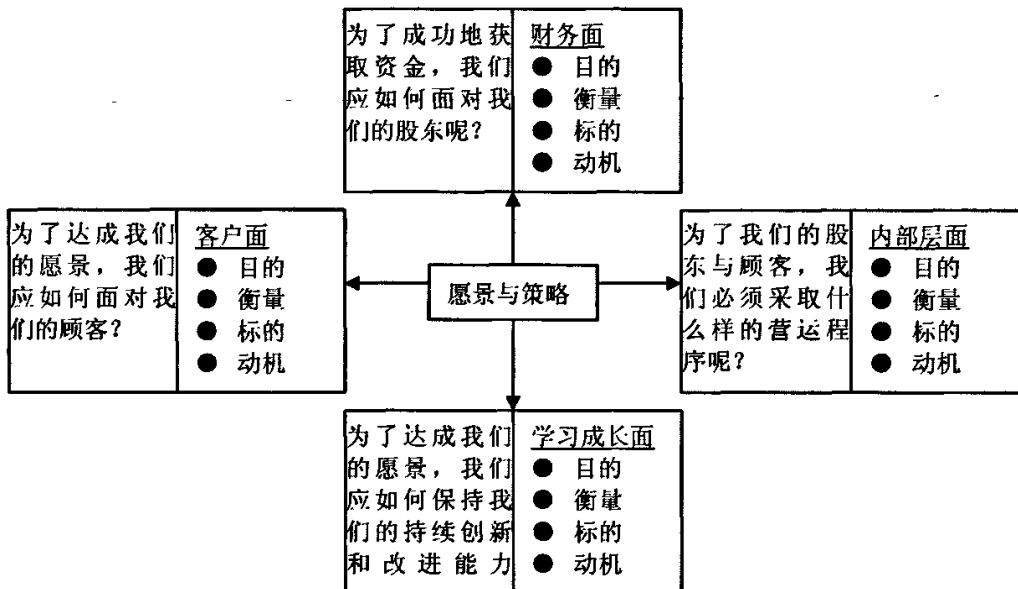 为了成功地获
取资金，我们
应如何面对我
们的股东呢？
财务面
● 目的
● 衡量
● 标的
● 动机
为了达成我们
的愿景，我们
应如何面对我
们的顾客？
客户面
● 目的
● 衡量
● 标的
● 动机
愿景与策略
为了我们的股
东与顾客，我
们必须采取什
么样的营运程
序呢？
内部层面
● 目的
● 衡量
● 标的
● 动机
为了达成我们
的愿景，我们
应如何保持我
们的持续创新
和改进能力
学习成长面
● 目的
● 衡量
● 标的
● 动机